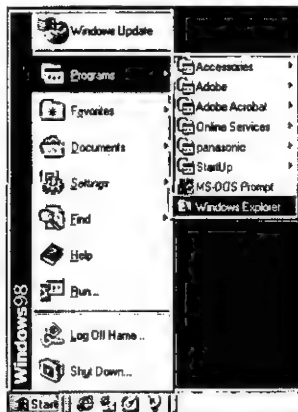 Windows Update
Programs
Favorites
Documents
Settings
Find
Help
Run...
Log Off Hame...
Shut Down...
Windows98
Start
Accessories
Adobe
Adobe Acrobat
Online Services
panasonic
StartUp
MS-DOS Prompt
Windows Explorer